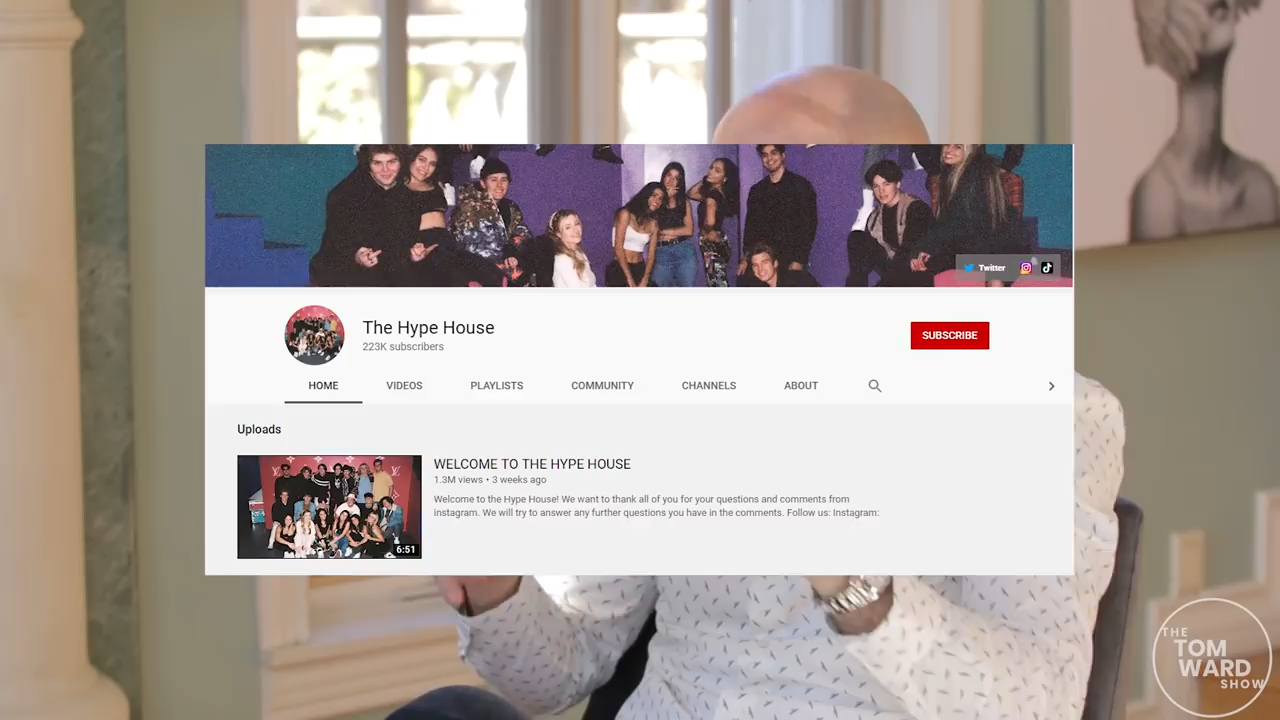 Twitter
The Hype House
223K subscribers
SUBSCRIBE
HOME VIDEOS PLAYLISTS COMMUNITY CHANNELS ABOUT
Uploads
WELCOME TO THE HYPE HOUSE
1.3M views • 3 weeks ago
Welcome to the Hype House! We want to thank all of you for your questions and comments from
instagram. We will try to answer any further questions you have in the comments. Follow us: Instagram:
6:51
THE
TOM
WARD
SHOW